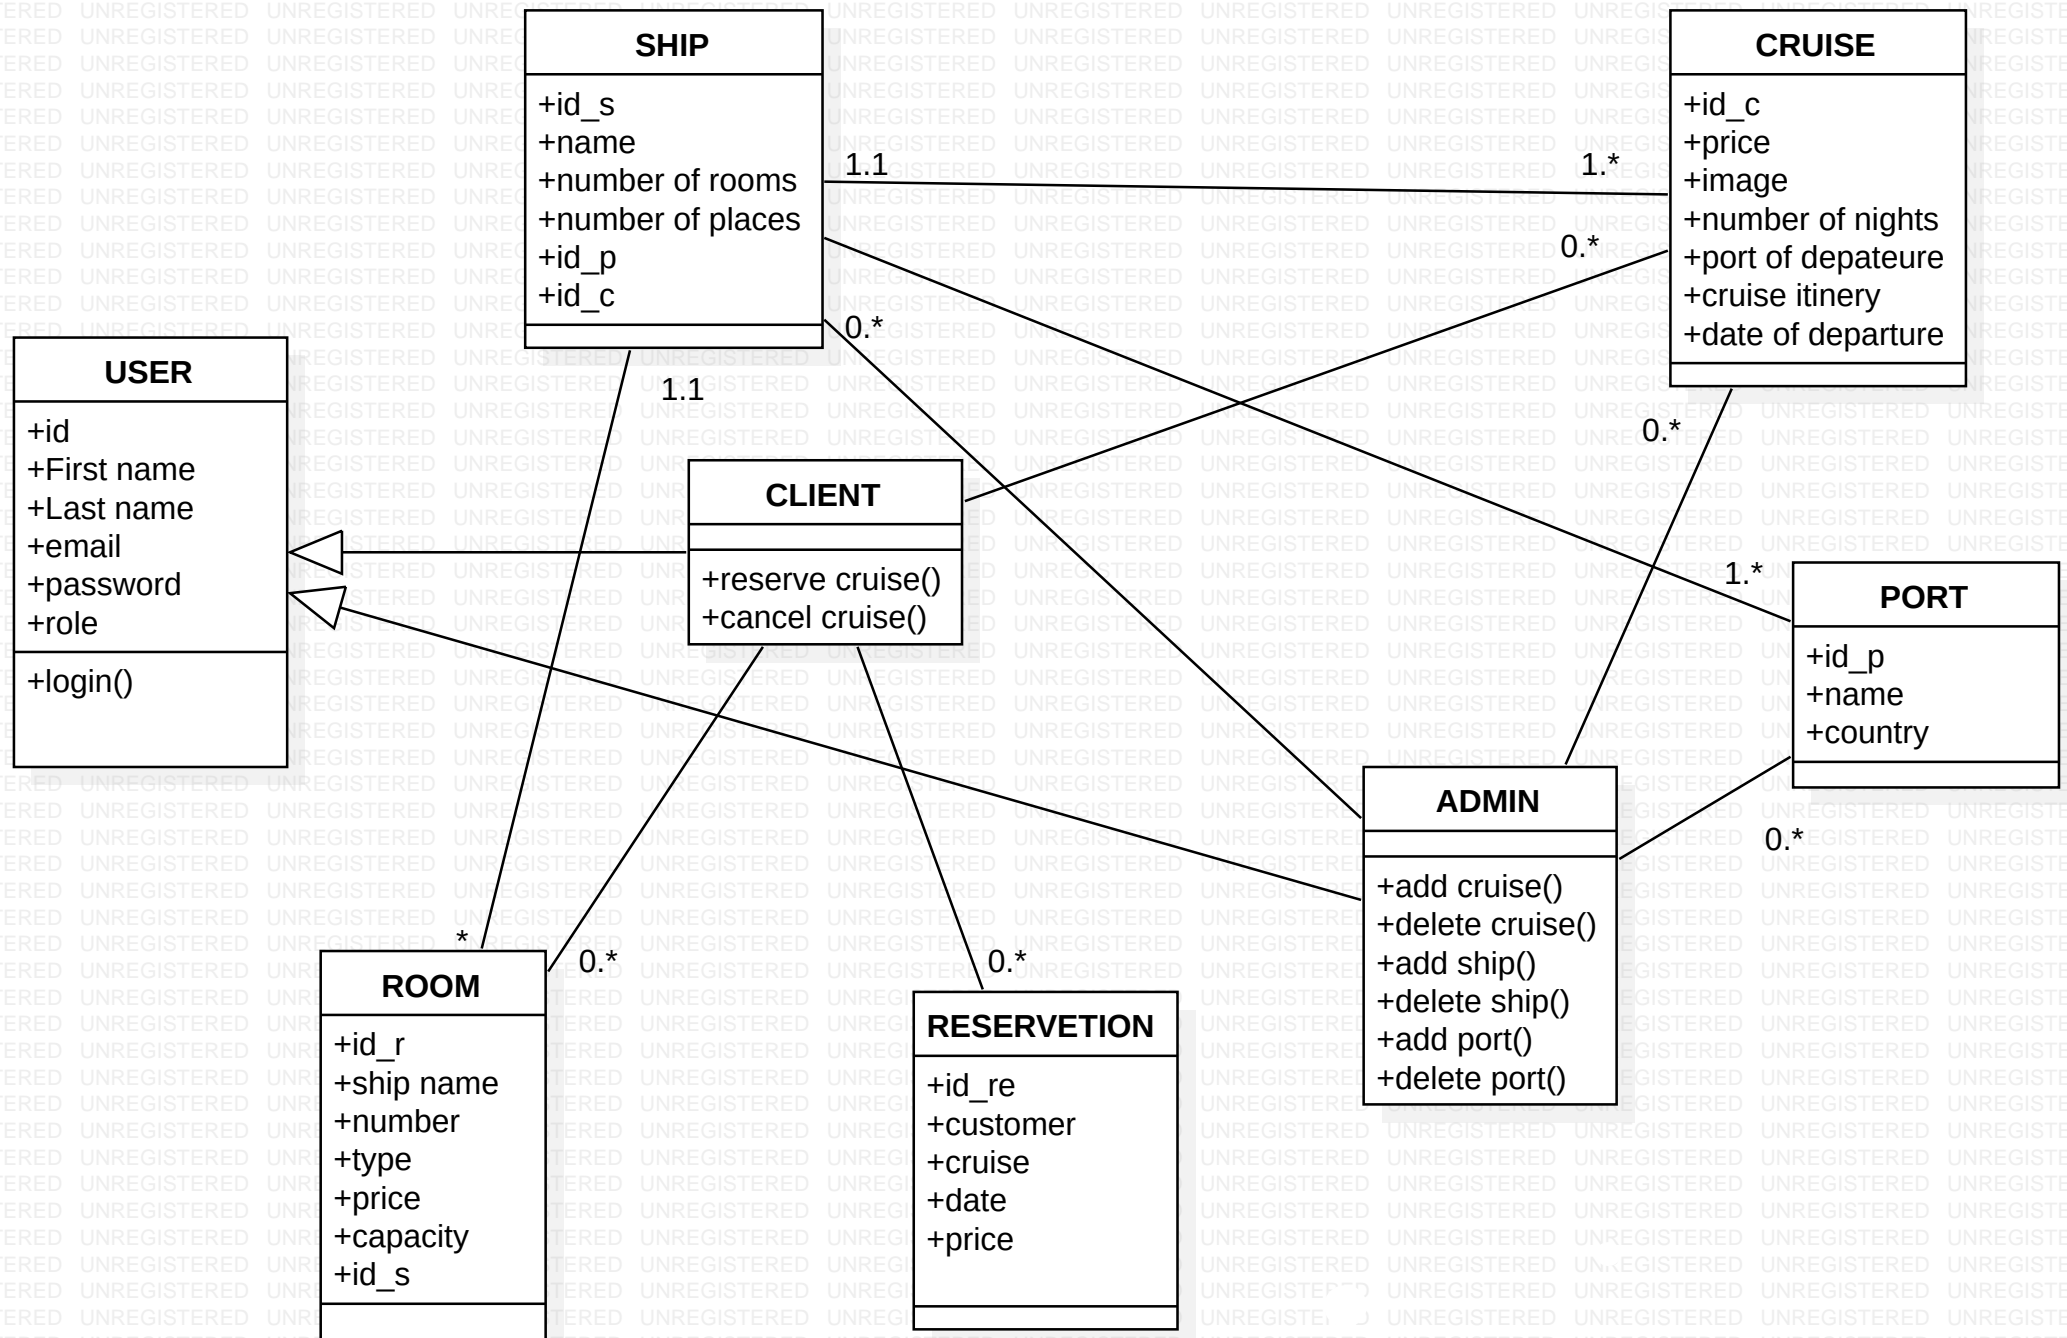 SHIP
+id_s
+name
+number of rooms
+number of places
+id_p
+id_c
CRUISE
+id_c
+price
+image
+number of nights
+port of depateure
+cruise itinery
+date of departure
1.1
1.*
0.*
0.*
1.1
0.*
USER
+id
+First name
+Last name
+email
+password
+role
+login()
CLIENT
+reserve cruise()
+cancel cruise()
1.*
PORT
+id_p
+name
+country
0.*
ADMIN
+add cruise()
+delete cruise()
+add ship()
+delete ship()
+add port()
+delete port()
*
0.*
0.*
ROOM
+id_r
+ship name
+number
+type
+price
+capacity
+id_s
RESERVETION
+id_re
+customer
+cruise
+date
+price
UNREGISTERED